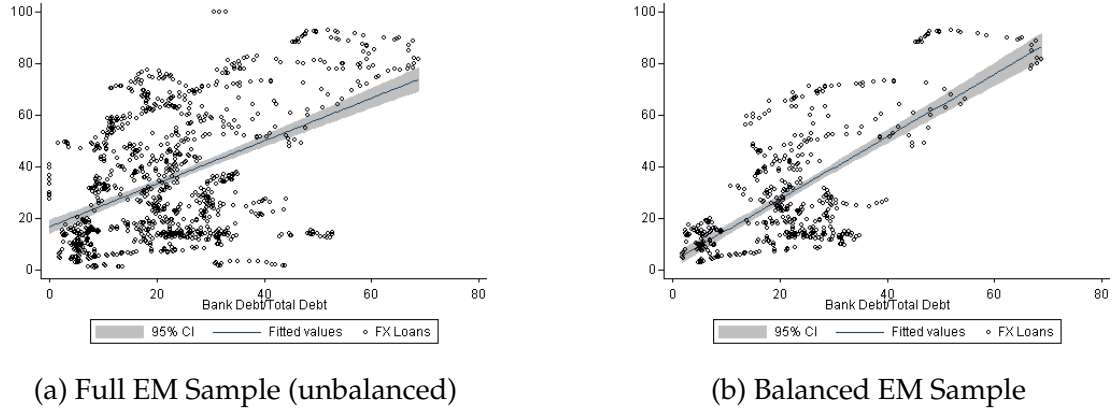 100
80
60
40
20
0
0 20 40 60 80
Bank Debt/Total Debt
95% CI Fitted values FX Loans
(a) Full EM Sample (unbalanced)
100
80
60
40
20
0
0 20 40 60 80
Bank Debt/Total Debt
95% CI Fitted values FX Loans
(b) Balanced EM Sample